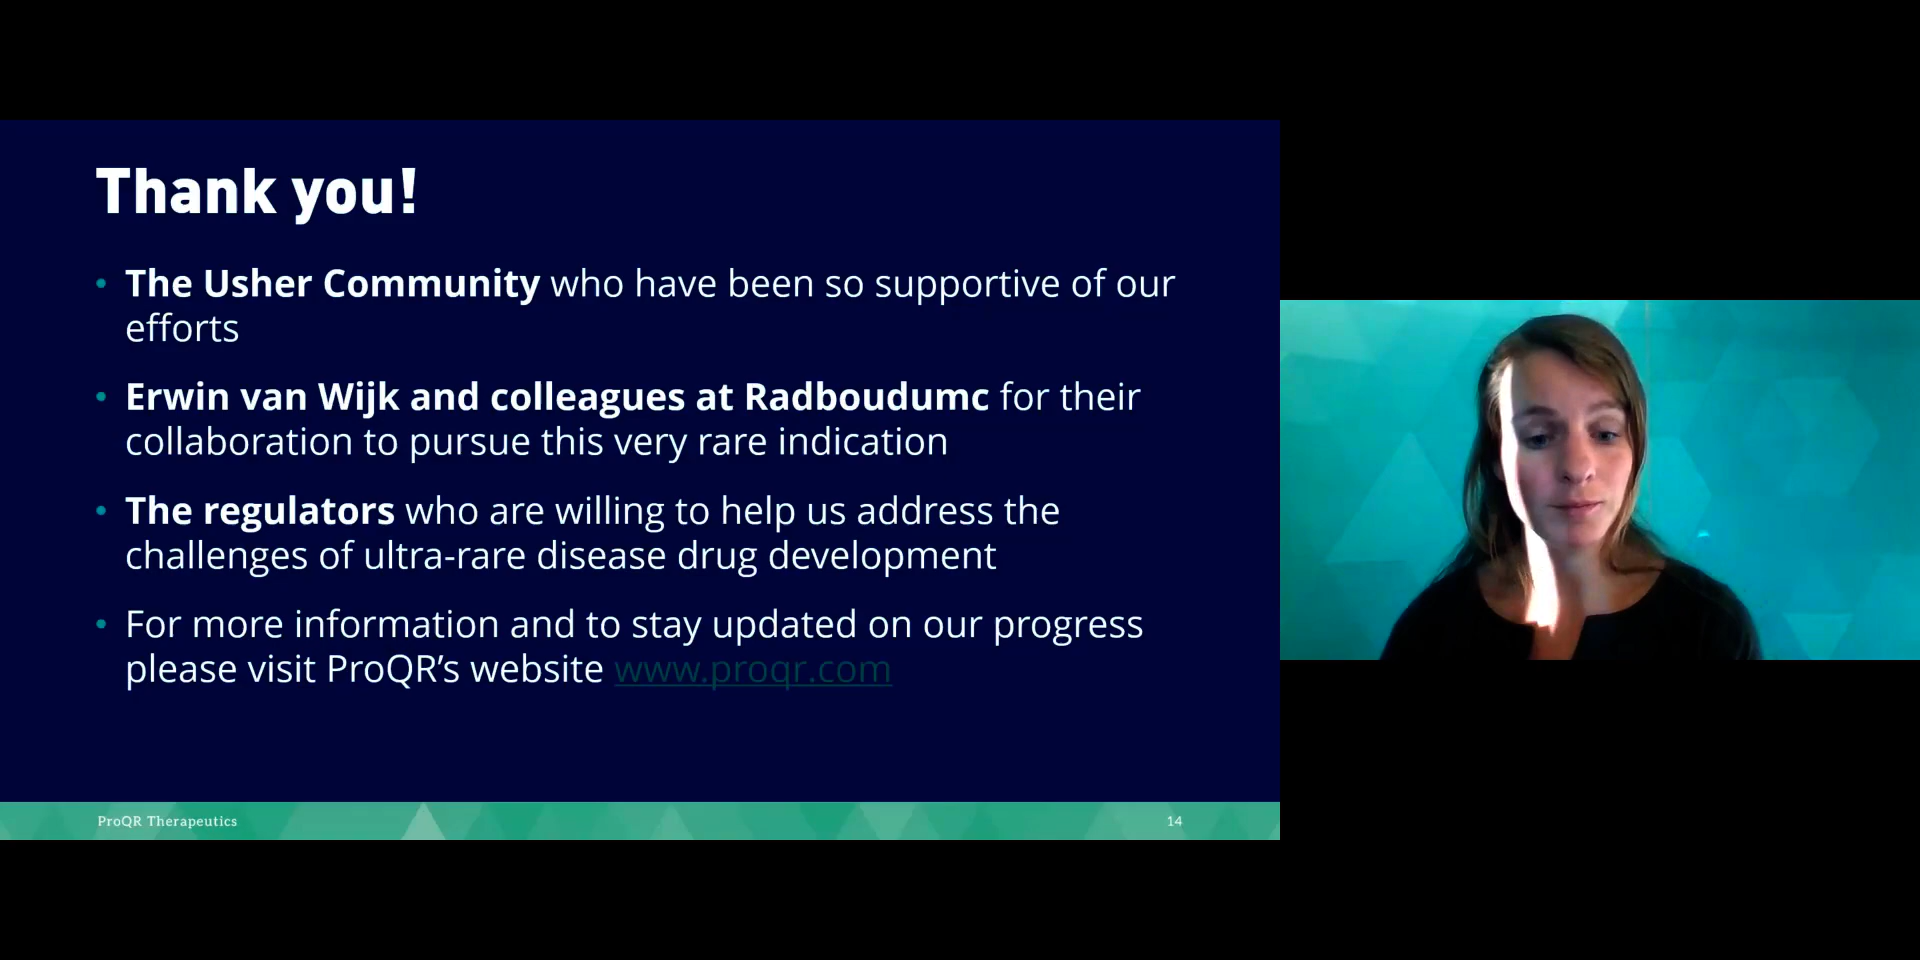 Thank you!
• The Usher Community who have been so supportive of our
efforts
• Erwin van Wijk and colleagues at Radboudumc for their
collaboration to pursue this very rare indication
• The regulators who are willing to help us address the
challenges of ultra-rare disease drug development
• For more information and to stay updated on our progress
please visit ProQR’s website www.proqr.com
ProQR Therapeutics
14